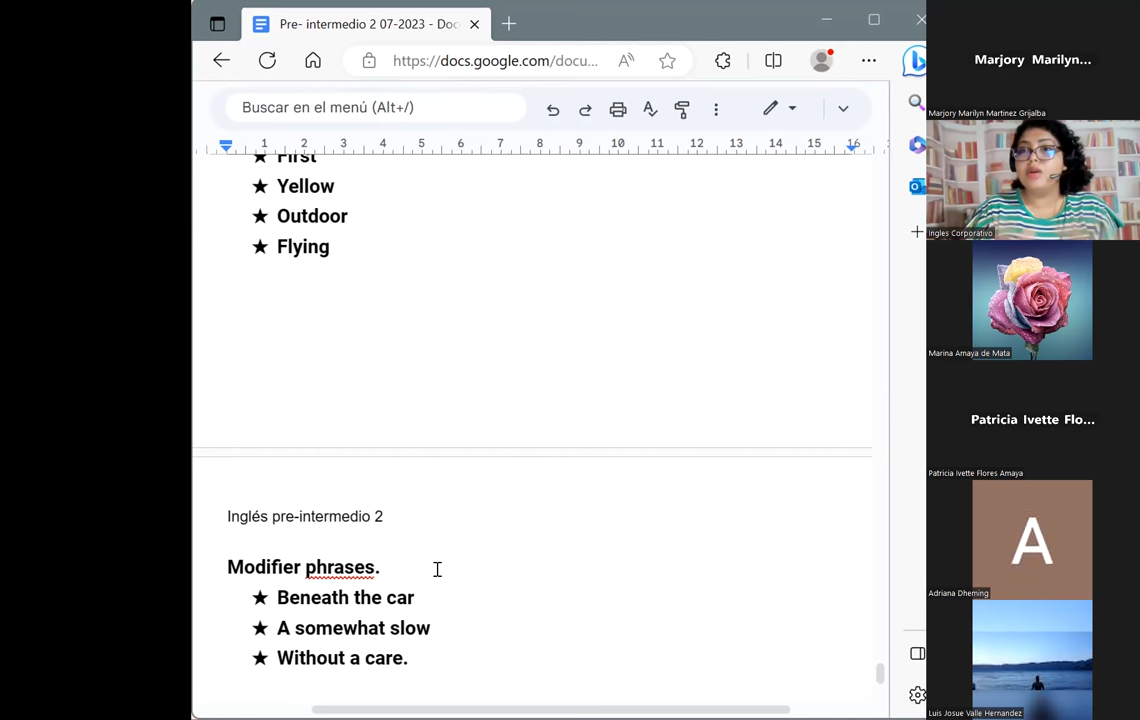 Pre- intermedio 2 07-2023 - Doc
https://docs.google.com/docu...
Buscar en el menú (Alt+/)
1 2 3 4 5 6 7 8 9 10 11 12 13 14 15 16
First
★ Yellow
★ Outdoor
★ Flying
Inglés pre-intermedio 2
Modifier phrases.
★ Beneath the car
★ A somewhat slow
★ Without a care.
Marjory Marilyn...
Marjory Marilyn Martinez Grijalba
Ingles Corporativo
Marina Amaya de Mata
Patricia Ivette Flo...
Patricia Ivette Flores Amaya
A
Adriana Dheming
Luis Josue Valle Hernandez